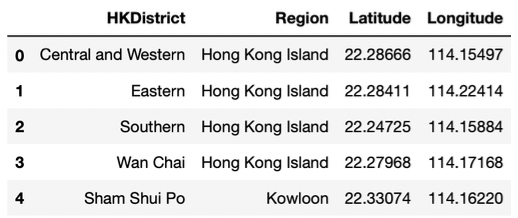 HKDistrict Region Latitude Longitude
0 Central and Western Hong Kong Island 22.28666 114.15497
1 Eastern Hong Kong Island 22.28411 114.22414
2 Southern Hong Kong Island 22.24725 114.15884
3 Wan Chai Hong Kong Island 22.27968 114.17168
4 Sham Shui Po Kowloon 22.33074 114.16220